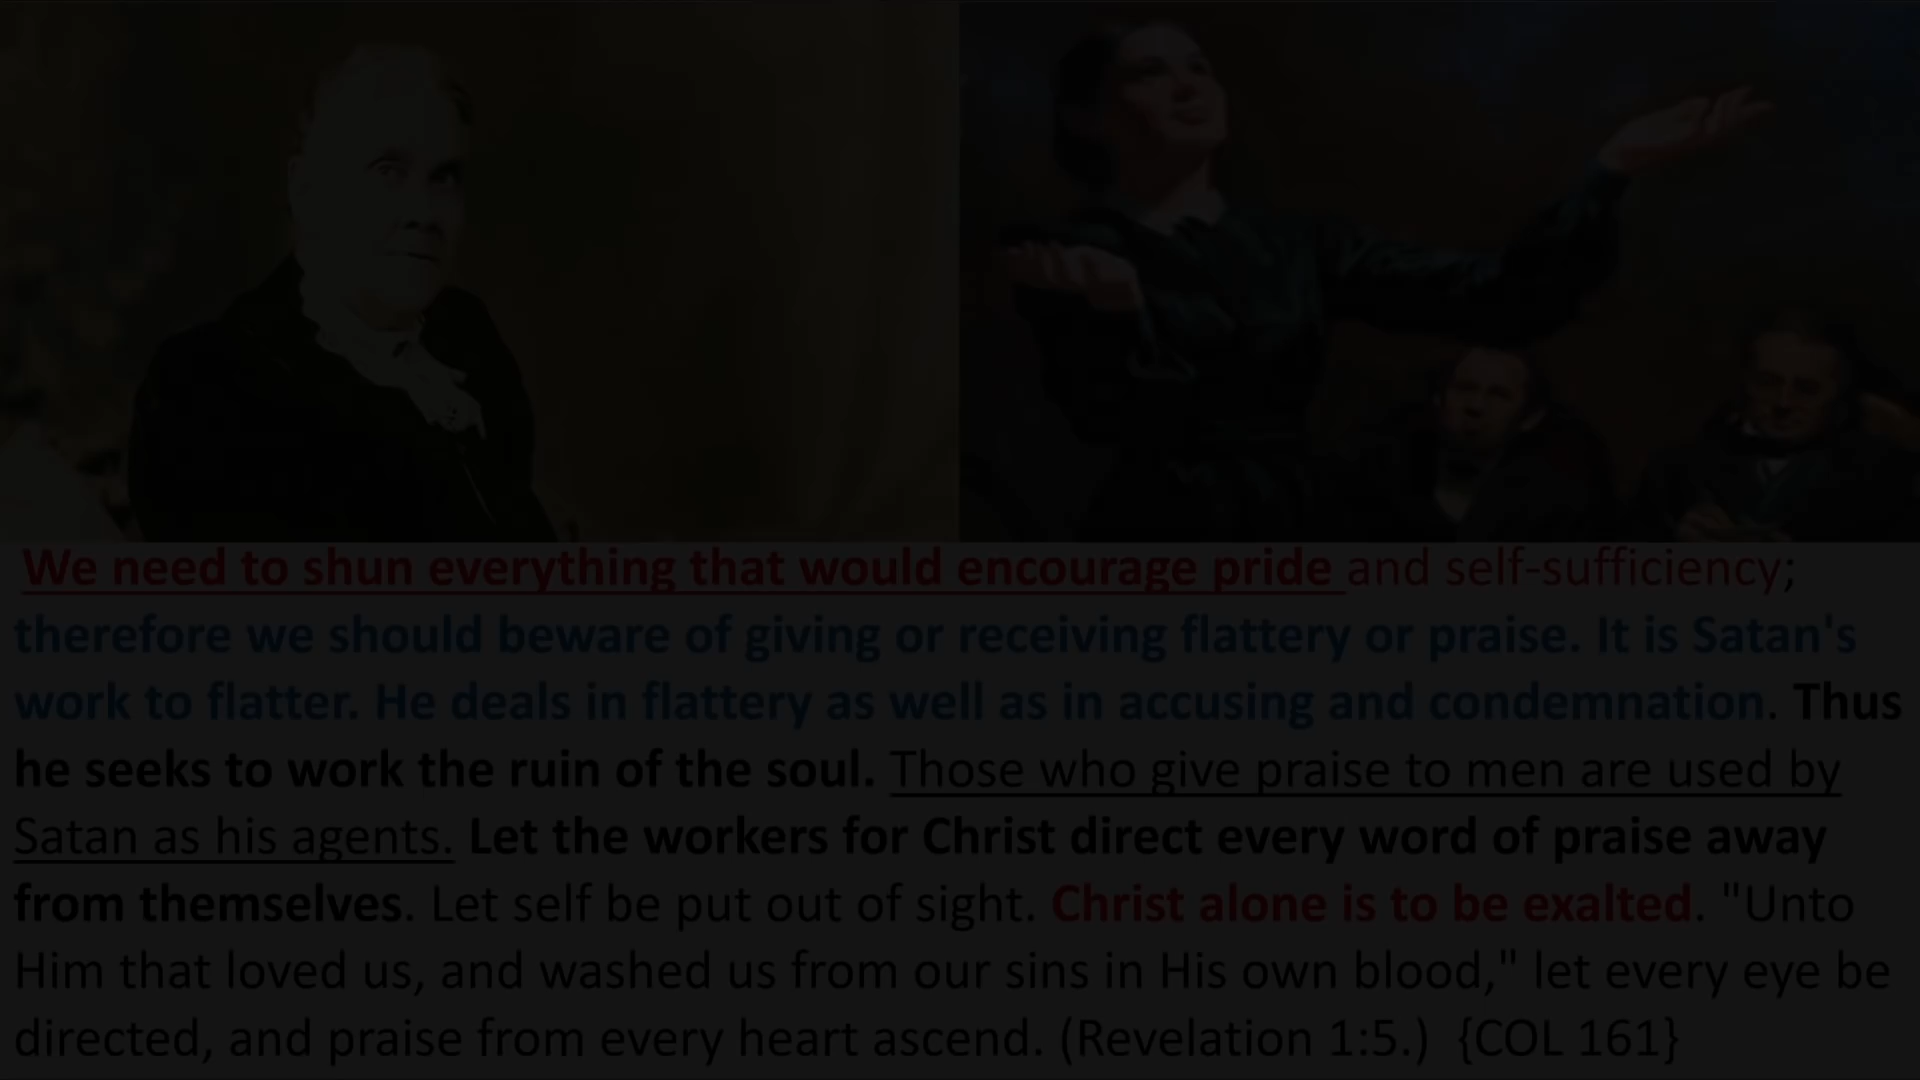 We need to shun everything that would encourage pride and self-sufficiency;
therefore we should beware of giving or receiving flattery or praise. It is Satan's
work to flatter. He deals in flattery as well as in accusing and condemnation. Thus
he seeks to work the ruin of the soul. Those who give praise to men are used by
Satan as his agents. Let the workers for Christ direct every word of praise away
from themselves. Let self be put out of sight. Christ alone is to be exalted. "Unto
Him that loved us, and washed us from our sins in His own blood," let every eye be
directed, and praise from every heart ascend. (Revelation 1:5.)  {COL 161}